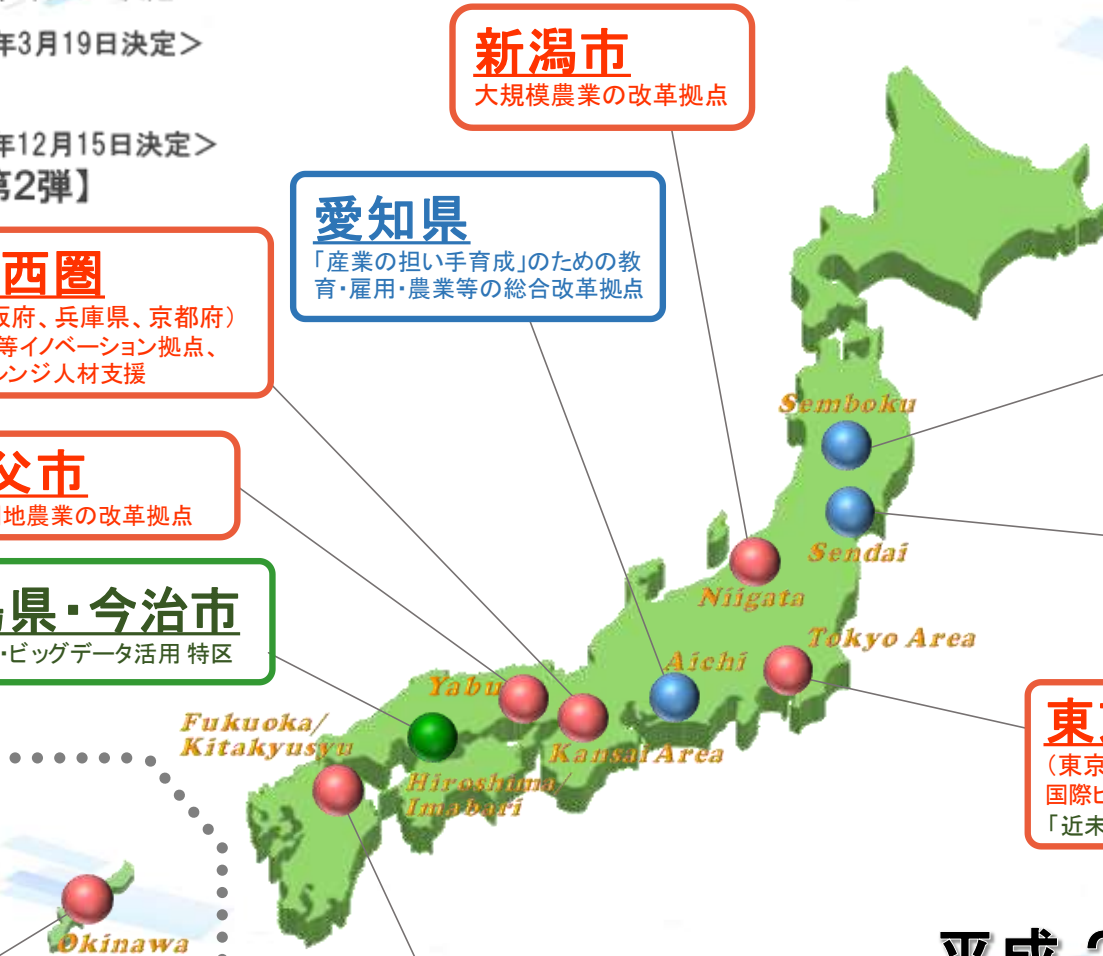 年3月19日決定＞
年12月15日決定＞
第2弾】
新潟市
大規模農業の改革拠点
愛知県
「産業の担い手育成」のための教
育・雇用・農業等の総合改革拠点
西圏
阪府、兵庫県、京都府）
等イノベーション拠点、
レンジ人材支援
父市
地農業の改革拠点
島県・今治市
・ビッグデータ活用 特区
Semboku
Sendai
Niigata
Tokyo Area
Aichi
Yabu
Kansai Area
Fukuoka/
Kitakyusyu
Hiroshima/
Imabari
Okinawa
東京
（東京
国際ビ
「近未
平成 2